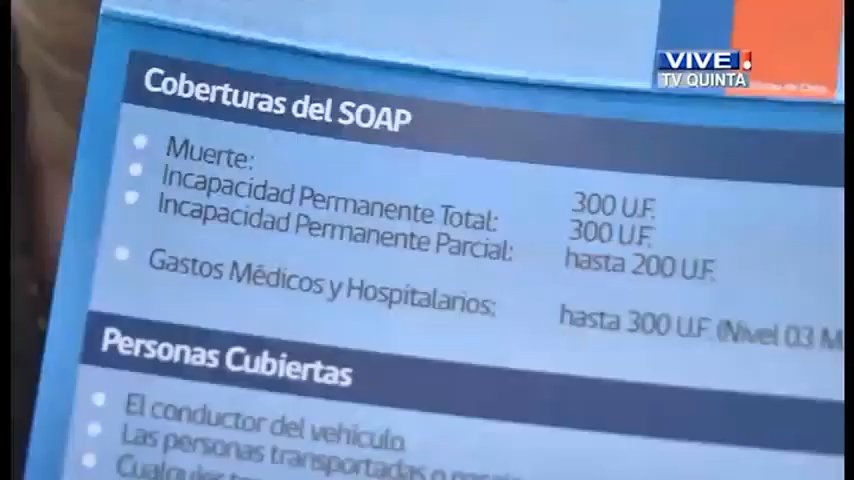 VIVE!
TV QUINTA
Coberturas del SOAP
Muerte: 300 U.F.
Incapacidad Permanente Total: 300 U.F.
Incapacidad Permanente Parcial: hasta 200 U.F.
Gastos Médicos y Hospitalarios: hasta 300 U.F. (Nivel 03 M
Personas Cubiertas
El conductor del vehículo.
Las personas transportadas o
Cualquier